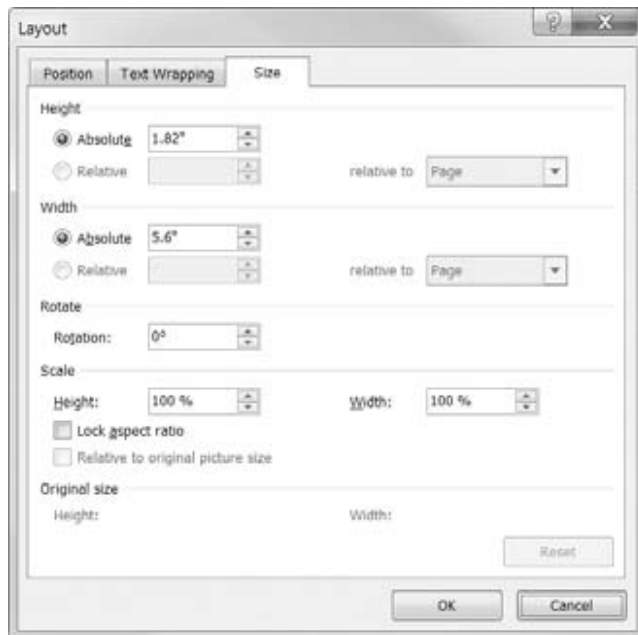 Layout
Position Text Wrapping Size
Height
Absolute 1.82"
Relative relative to Page
Width
Absolute 5.6"
Relative relative to Page
Rotate
Rotation: 0°
Scale
Height: 100 % Width: 100 %
Lock aspect ratio
Relative to original picture size
Original size
Height: Width:
Reset
OK Cancel